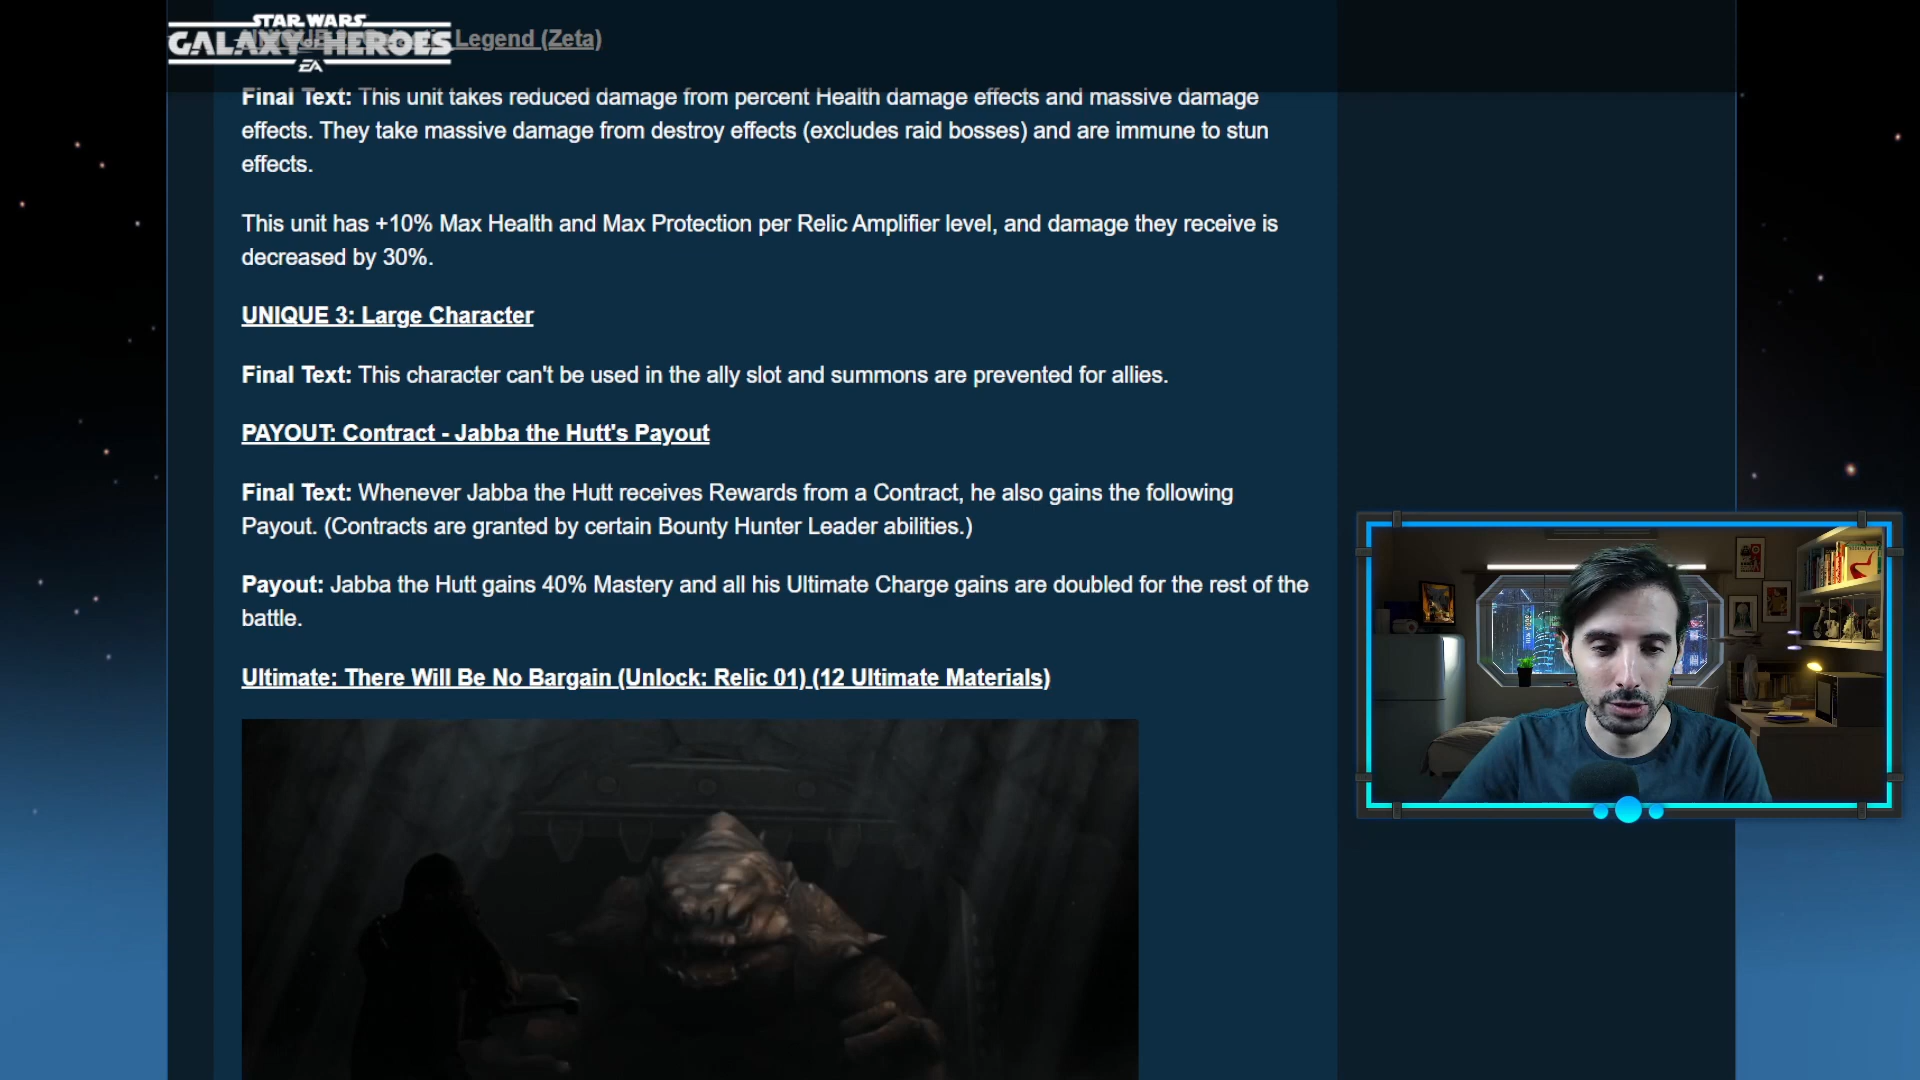 STAR WARS
GALAXY OF HEROES
EA
Legend (Zeta)
Final Text: This unit takes reduced damage from percent Health damage effects and massive damage
effects. They take massive damage from destroy effects (excludes raid bosses) and are immune to stun
effects.
This unit has +10% Max Health and Max Protection per Relic Amplifier level, and damage they receive is
decreased by 30%.
UNIQUE 3: Large Character
Final Text: This character can't be used in the ally slot and summons are prevented for allies.
PAYOUT: Contract - Jabba the Hutt's Payout
Final Text: Whenever Jabba the Hutt receives Rewards from a Contract, he also gains the following
Payout. (Contracts are granted by certain Bounty Hunter Leader abilities.)
Payout: Jabba the Hutt gains 40% Mastery and all his Ultimate Charge gains are doubled for the rest of the
battle.
Ultimate: There Will Be No Bargain (Unlock: Relic 01) (12 Ultimate Materials)